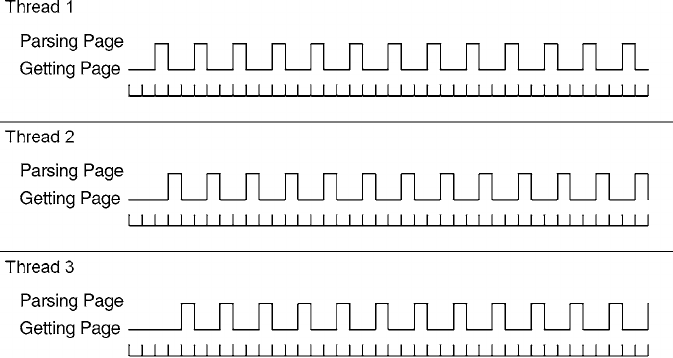 Thread 1
Parsing Page
Getting Page
Thread 2
Parsing Page
Getting Page
Thread 3
Parsing Page
Getting Page